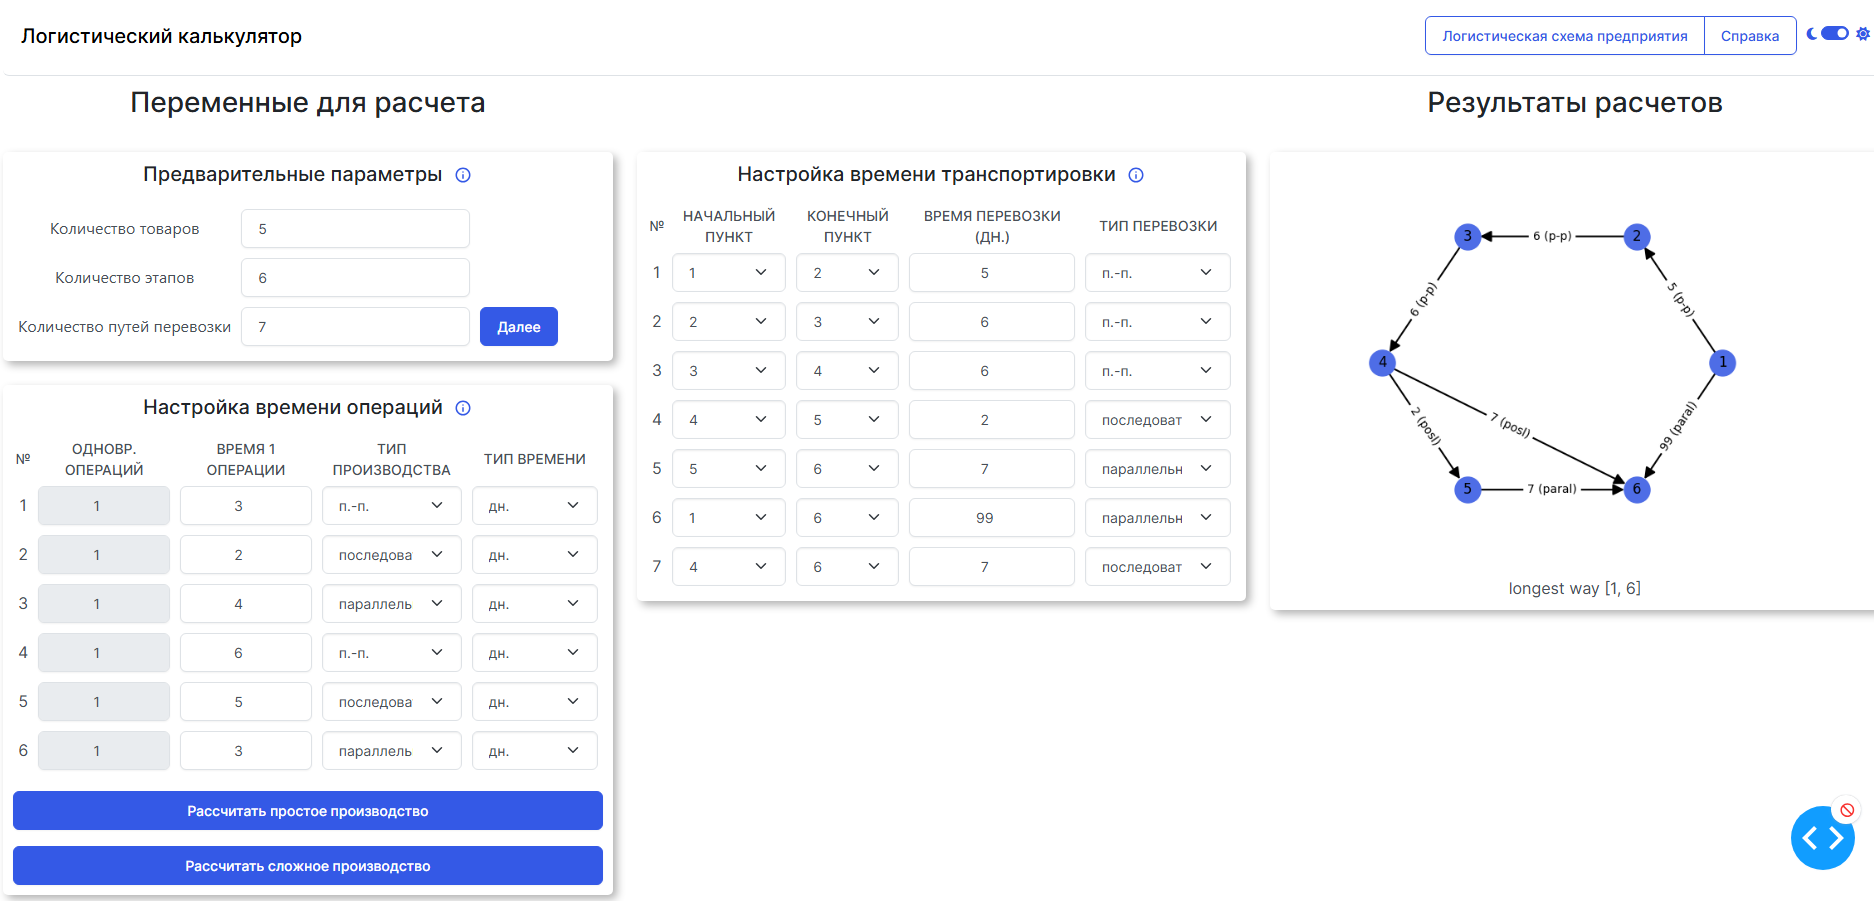 Логистический калькулятор
Логистическая схема предприятия
Справка
Переменные для расчета
Результаты расчетов
Предварительные параметры
Количество товаров 5
Количество этапов 6
Количество путей перевозки 7 Далее
Настройка времени операций
№ ОДНОВР. ОПЕРАЦИЙ ВРЕМЯ 1 ОПЕРАЦИИ ТИП ПРОИЗВОДСТВА ТИП ВРЕМЕНИ
1 1 3 п.-п. дн.
2 1 2 последова дн.
3 1 4 параллель дн.
4 1 6 п.-п. дн.
5 1 5 последова дн.
6 1 3 параллель дн.
Рассчитать простое производство
Рассчитать сложное производство
Настройка времени транспортировки
№ НАЧАЛЬНЫЙ ПУНКТ КОНЕЧНЫЙ ПУНКТ ВРЕМЯ ПЕРЕВОЗКИ (ДН.) ТИП ПЕРЕВОЗКИ
1 1 2 5 п.-п.
2 2 3 6 п.-п.
3 3 4 6 п.-п.
4 4 5 2 последоват
5 5 6 7 параллельн
6 1 6 99 параллельн
7 4 6 7 последоват
3 6 (p-p) 2
6 (p-p) 5 (p-p)
4 1
2 (posl) 7 (posl) 99 (paral)
5 7 (paral) 6
longest way [1, 6]